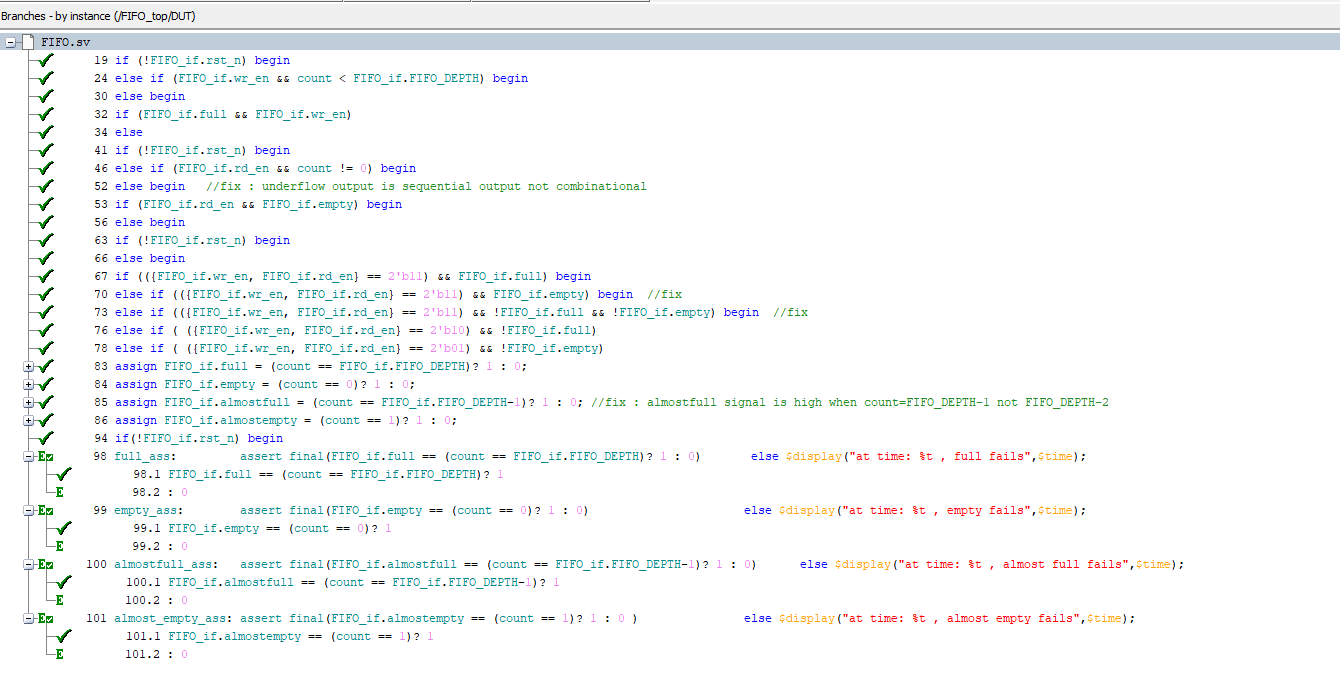 Branches - by instance (/FIFO_top/DUT)
FIFO.sv
19 if (!FIFO_if.rst_n) begin
24 else if (FIFO_if.wr_en && count < FIFO_if.FIFO_DEPTH) begin
30 else begin
32 if (FIFO_if.full && FIFO_if.wr_en)
34 else
41 if (!FIFO_if.rst_n) begin
46 else if (FIFO_if.rd_en && count != 0) begin
52 else begin //fix : underflow output is sequential output not combinational
53 if (FIFO_if.rd_en && FIFO_if.empty) begin
56 else begin
63 if (!FIFO_if.rst_n) begin
66 else begin
67 if (({FIFO_if.wr_en, FIFO_if.rd_en} == 2'b11) && FIFO_if.full) begin
70 else if (({FIFO_if.wr_en, FIFO_if.rd_en} == 2'b11) && FIFO_if.empty) begin //fix
73 else if (({FIFO_if.wr_en, FIFO_if.rd_en} == 2'b11) && !FIFO_if.full && !FIFO_if.empty) begin //fix
76 else if ( ({FIFO_if.wr_en, FIFO_if.rd_en} == 2'b10) && !FIFO_if.full)
78 else if ( ({FIFO_if.wr_en, FIFO_if.rd_en} == 2'b01) && !FIFO_if.empty)
83 assign FIFO_if.full = (count == FIFO_if.FIFO_DEPTH)? 1 : 0;
84 assign FIFO_if.empty = (count == 0)? 1 : 0;
85 assign FIFO_if.almostfull = (count == FIFO_if.FIFO_DEPTH-1)? 1 : 0; //fix : almostfull signal is high when count=FIFO_DEPTH-1 not FIFO_DEPTH-2
86 assign FIFO_if.almostempty = (count == 1)? 1 : 0;
94 if(!FIFO_if.rst_n) begin
E 98 full_ass: assert final(FIFO_if.full == (count == FIFO_if.FIFO_DEPTH)? 1 : 0) else $display("at time: %t , full fails",$time);
98.1 FIFO_if.full == (count == FIFO_if.FIFO_DEPTH)? 1
E 98.2 : 0
E 99 empty_ass: assert final(FIFO_if.empty == (count == 0)? 1 : 0) else $display("at time: %t , empty fails",$time);
99.1 FIFO_if.empty == (count == 0)? 1
E 99.2 : 0
E 100 almostfull_ass: assert final(FIFO_if.almostfull == (count == FIFO_if.FIFO_DEPTH-1)? 1 : 0) else $display("at time: %t , almost full fails",$time);
100.1 FIFO_if.almostfull == (count == FIFO_if.FIFO_DEPTH-1)? 1
E 100.2 : 0
E 101 almost_empty_ass: assert final(FIFO_if.almostempty == (count == 1)? 1 : 0 ) else $display("at time: %t , almost empty fails",$time);
101.1 FIFO_if.almostempty == (count == 1)? 1
E 101.2 : 0